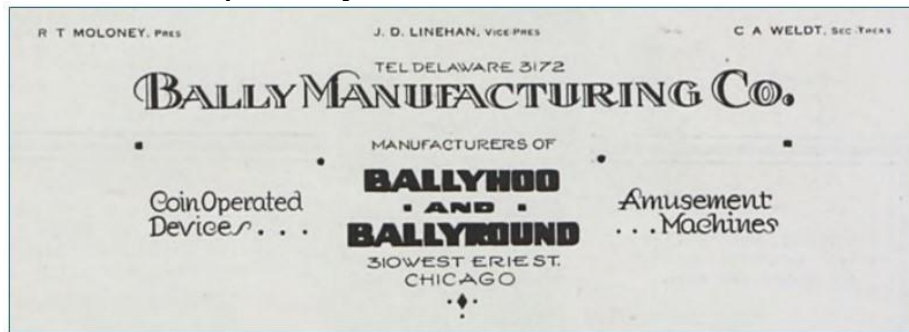 R T MOLONEY, PRES J. D. LINEHAN, VICE PRES C A WELDT, SEC TREAS
TEL DELAWARE 3172
BALLY MANUFACTURING CO.
MANUFACTURERS OF
BALLYHOO
AND
BALLYROUND
Coin Operated
Devices...
Amusement
...Machines
310 WEST ERIE ST.
CHICAGO